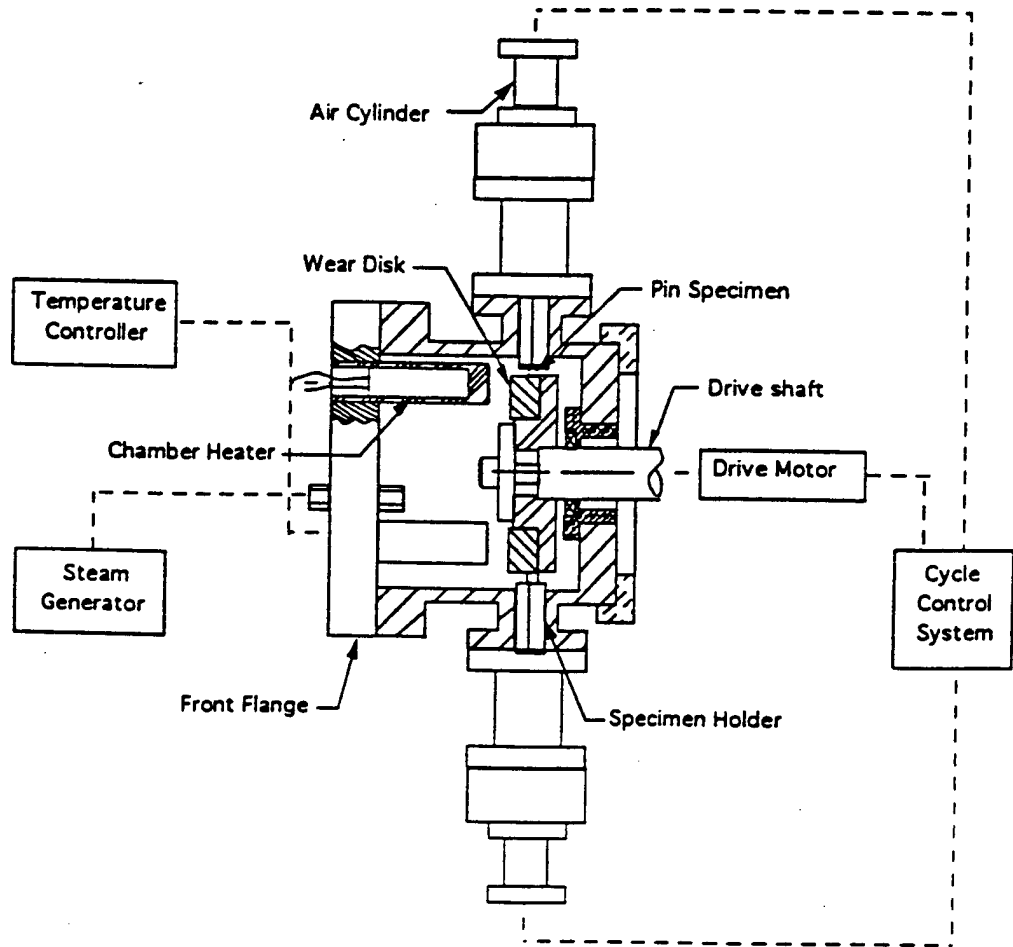 Air Cylinder
Wear Disk
Pin Specimen
Temperature
Controller
Drive shaft
Chamber Heater
Drive Motor
Steam
Generator
Cycle
Control
System
Front Flange
Specimen Holder